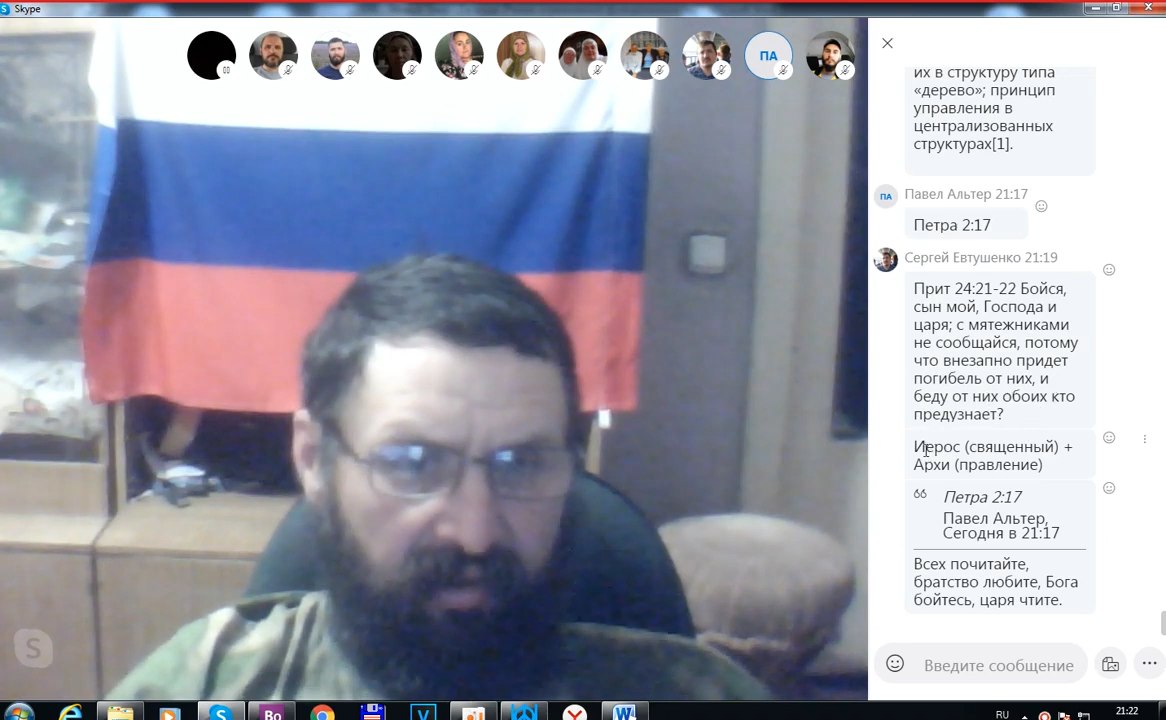 Skype
ПА
их в структуру типа
«дерево»; принцип
управления в
централизованных
структурах[1].
ПА
Павел Альтер 21:17
Петра 2:17
Сергей Евтушенко 21:19
Прит 24:21-22 Бойся,
сын мой, Господа и
царя; с мятежниками
не сообщайся, потому
что внезапно придет
погибель от них, и
беду от них обоих кто
предузнает?
Иерос (священный) +
Архи (правление)
Петра 2:17
Павел Альтер,
Сегодня в 21:17
Всех почитайте,
братство любите, Бога
бойтесь, царя чтите.
Введите сообщение
RU
21:22